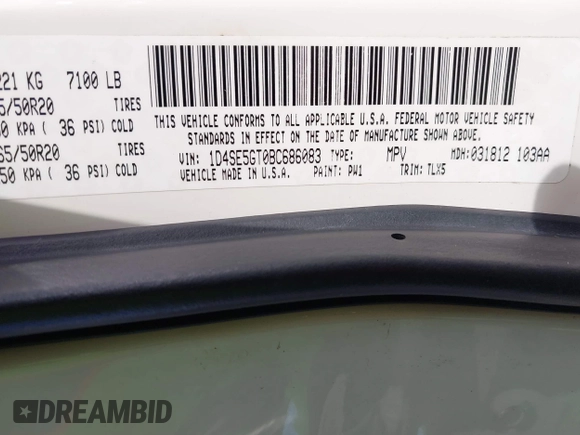 221 KG 7100 LB
5/50R20 TIRES
0 KPA ( 36 PSI) COLD
65/50R20 TIRES
50 KPA ( 36 PSI) COLD
THIS VEHICLE CONFORMS TO ALL APPLICABLE U.S.A. FEDERAL MOTOR VEHICLE SAFETY
STANDARDS IN EFFECT ON THE DATE OF MANUFACTURE SHOWN ABOVE.
VIN: 1D4SE5GT0BC686083 TYPE: MPV MDH: 031812 103AA
VEHICLE MADE IN U.S.A. PAINT: PW1 TRIM: TLX5
DREAMBID